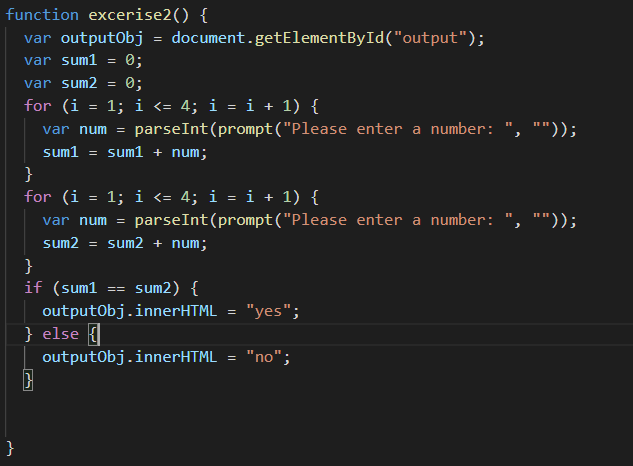 function excerise2() {
var outputObj = document.getElementById("output");
var sum1 = 0;
var sum2 = 0;
for (i = 1; i <= 4; i = i + 1) {
var num = parseInt(prompt("Please enter a number: ", ""));
sum1 = sum1 + num;
}
for (i = 1; i <= 4; i = i + 1) {
var num = parseInt(prompt("Please enter a number: ", ""));
sum2 = sum2 + num;
}
if (sum1 == sum2) {
outputObj.innerHTML = "yes";
} else {
outputObj.innerHTML = "no";
}
}